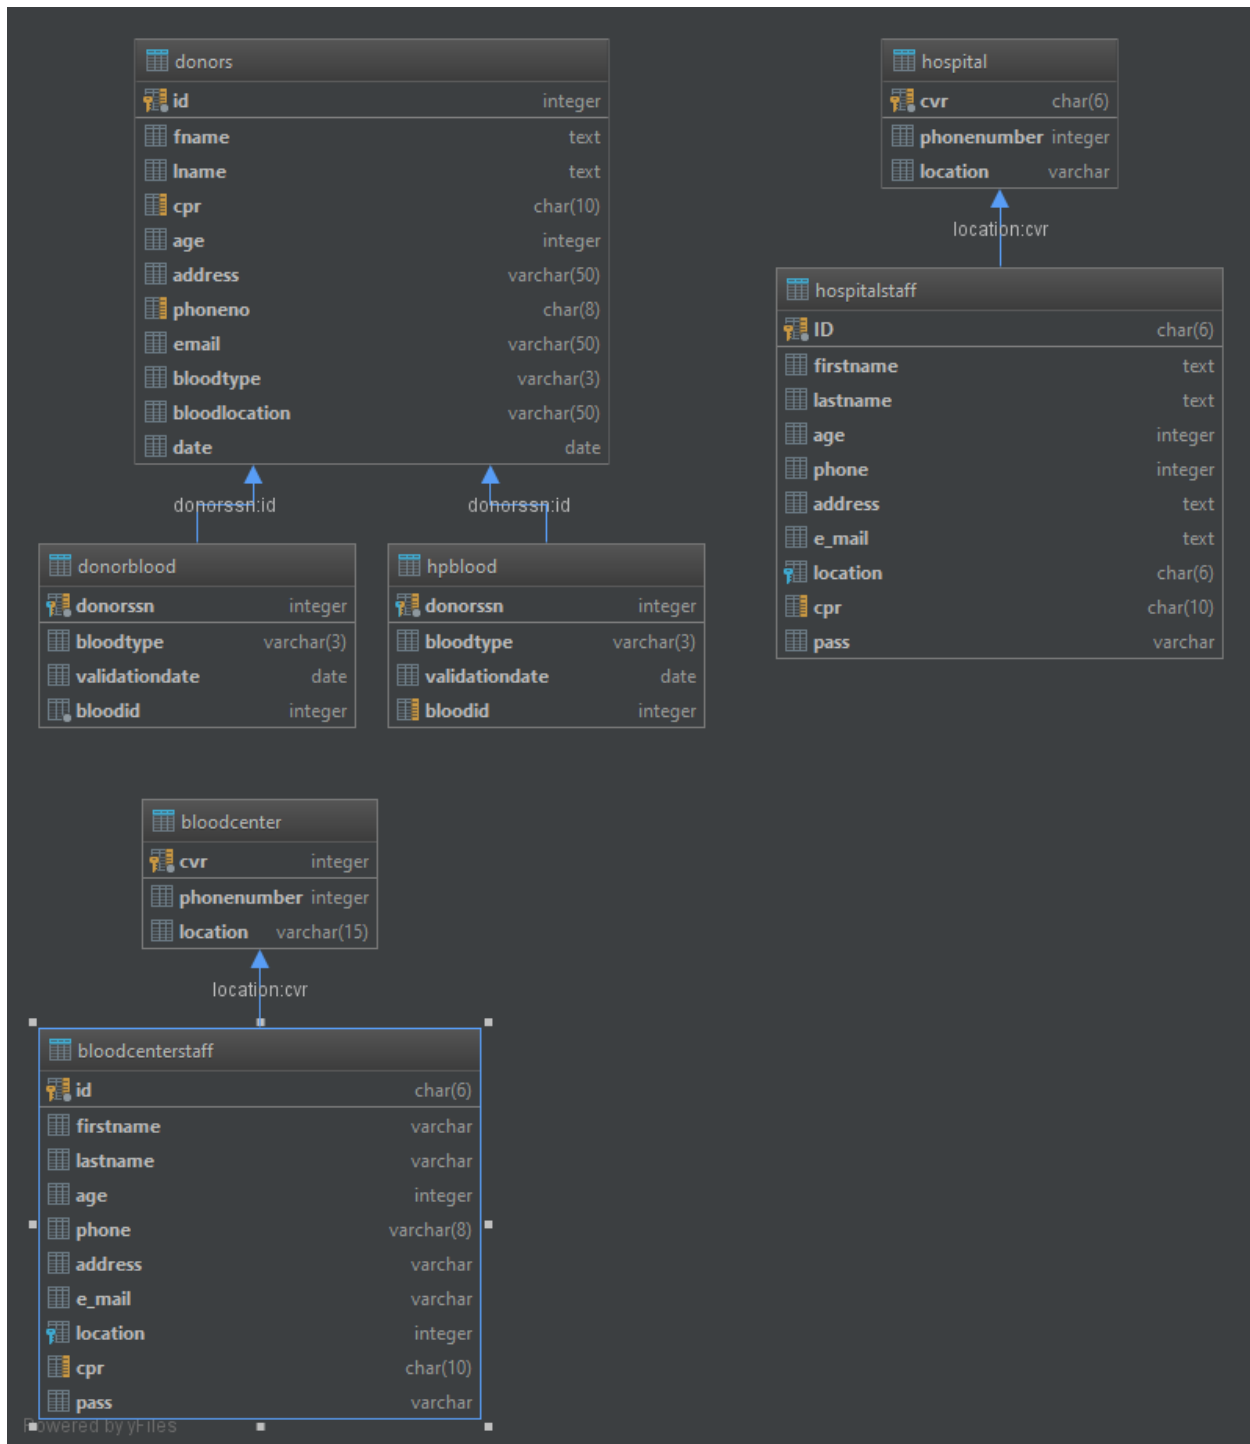 donors
id integer
fname text
lname text
cpr char(10)
age integer
address varchar(50)
phoneno char(8)
email varchar(50)
bloodtype varchar(3)
bloodlocation varchar(50)
date date
donorssn:id
donorssn:id
donorblood
donorssn integer
bloodtype varchar(3)
validationdate date
bloodid integer
hpblood
donorssn integer
bloodtype varchar(3)
validationdate date
bloodid integer
hospital
cvr char(6)
phonenumber integer
location varchar
location:cvr
hospitalstaff
ID char(6)
firstname text
lastname text
age integer
phone integer
address text
e_mail text
location char(6)
cpr char(10)
pass varchar
bloodcenter
cvr integer
phonenumber integer
location varchar(15)
location:cvr
bloodcenterstaff
id char(6)
firstname varchar
lastname varchar
age integer
phone varchar(8)
address varchar
e_mail varchar
location integer
cpr char(10)
pass varchar
Powered by yFiles